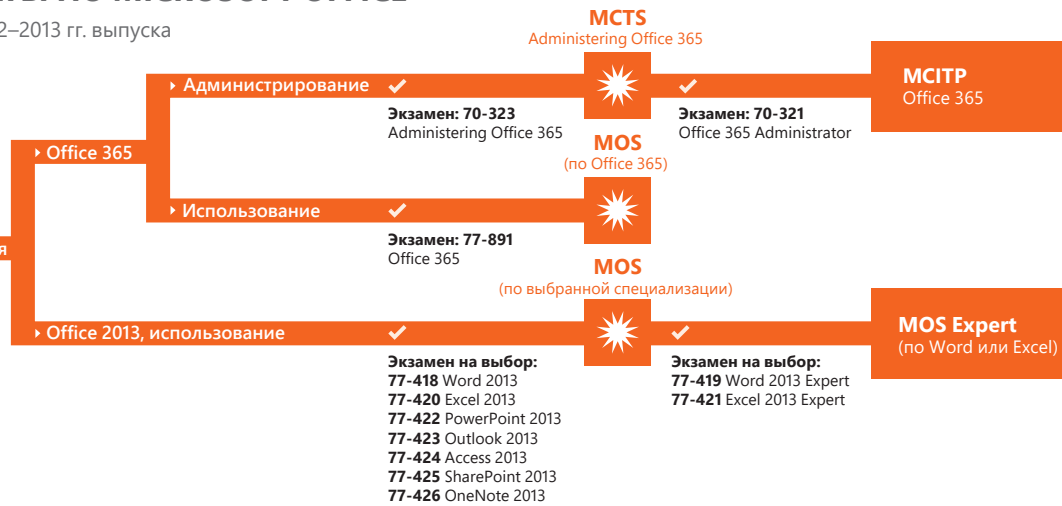 ПО MICROSOFT OFFICE
2–2013 гг. выпуска
MCTS
Administering Office 365
Администрирование
Экзамен: 70-323
Administering Office 365
Экзамен: 70-321
Office 365 Administrator
MCITP
Office 365
Office 365
MOS
(по Office 365)
Использование
Экзамен: 77-891
Office 365
я
MOS
(по выбранной специализации)
Office 2013, использование
Экзамен на выбор:
77-418 Word 2013
77-420 Excel 2013
77-422 PowerPoint 2013
77-423 Outlook 2013
77-424 Access 2013
77-425 SharePoint 2013
77-426 OneNote 2013
Экзамен на выбор:
77-419 Word 2013 Expert
77-421 Excel 2013 Expert
MOS Expert
(по Word или Excel)